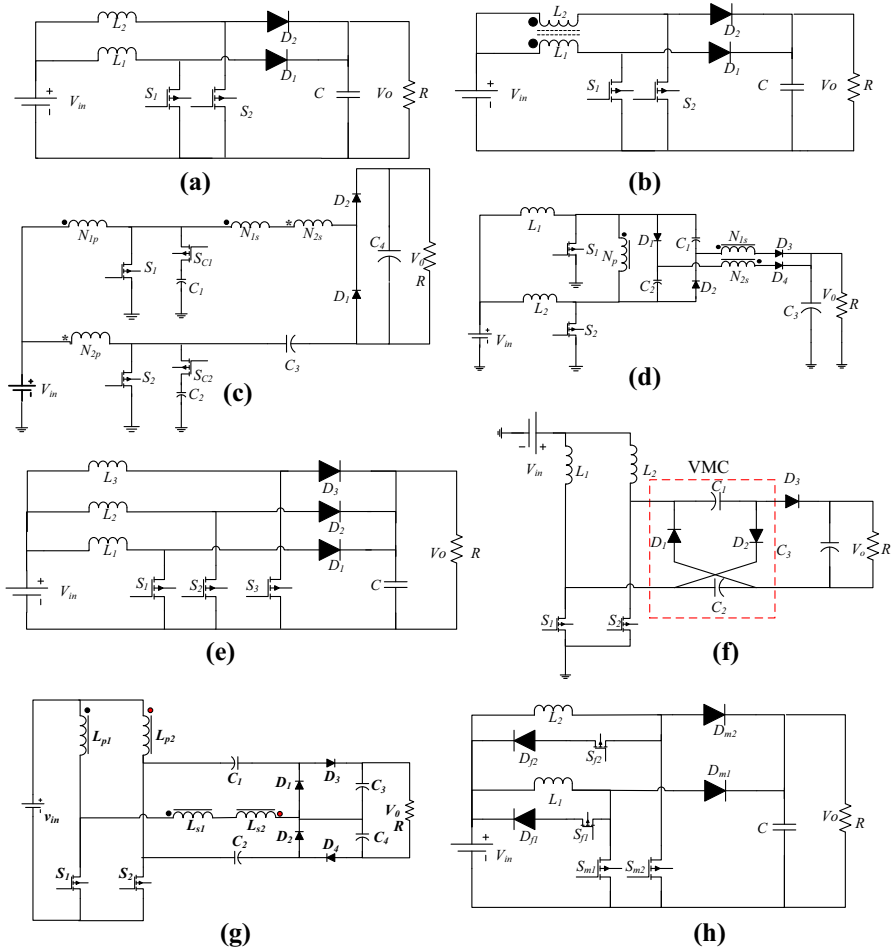 L2
D2
L1
D1
S1
S2
C
Vo
R
Vin
(a)
L2
D2
L1
D1
S1
S2
C
Vo
R
Vin
(b)
N1p
N1s
* N2s
D2
C4
V0
R
SC1
S1
C1
D1
* N2p
C3
SC2
S2
C2
Vin
(c)
L1
S1
Np
D1
C1
N1s
D3
N2s
D4
C2
D2
L2
C3
V0
R
S2
Vin
(d)
L3
D3
L2
D2
L1
D1
S1
S2
S3
C
Vo
R
Vin
(e)
Vin
L1
L2
VMC
C1
D3
D1
D2
C3
Vo
R
C2
S1
S2
(f)
Lp1
Lp2
vin
C1
D1
D3
C3
V0
R
Ls1
Ls2
D2
C4
C2
D4
S1
S2
(g)
L2
Dm2
Df2
Sf2
L1
Dm1
Df1
Sf1
C
Vo
R
Vin
Sm1
Sm2
(h)